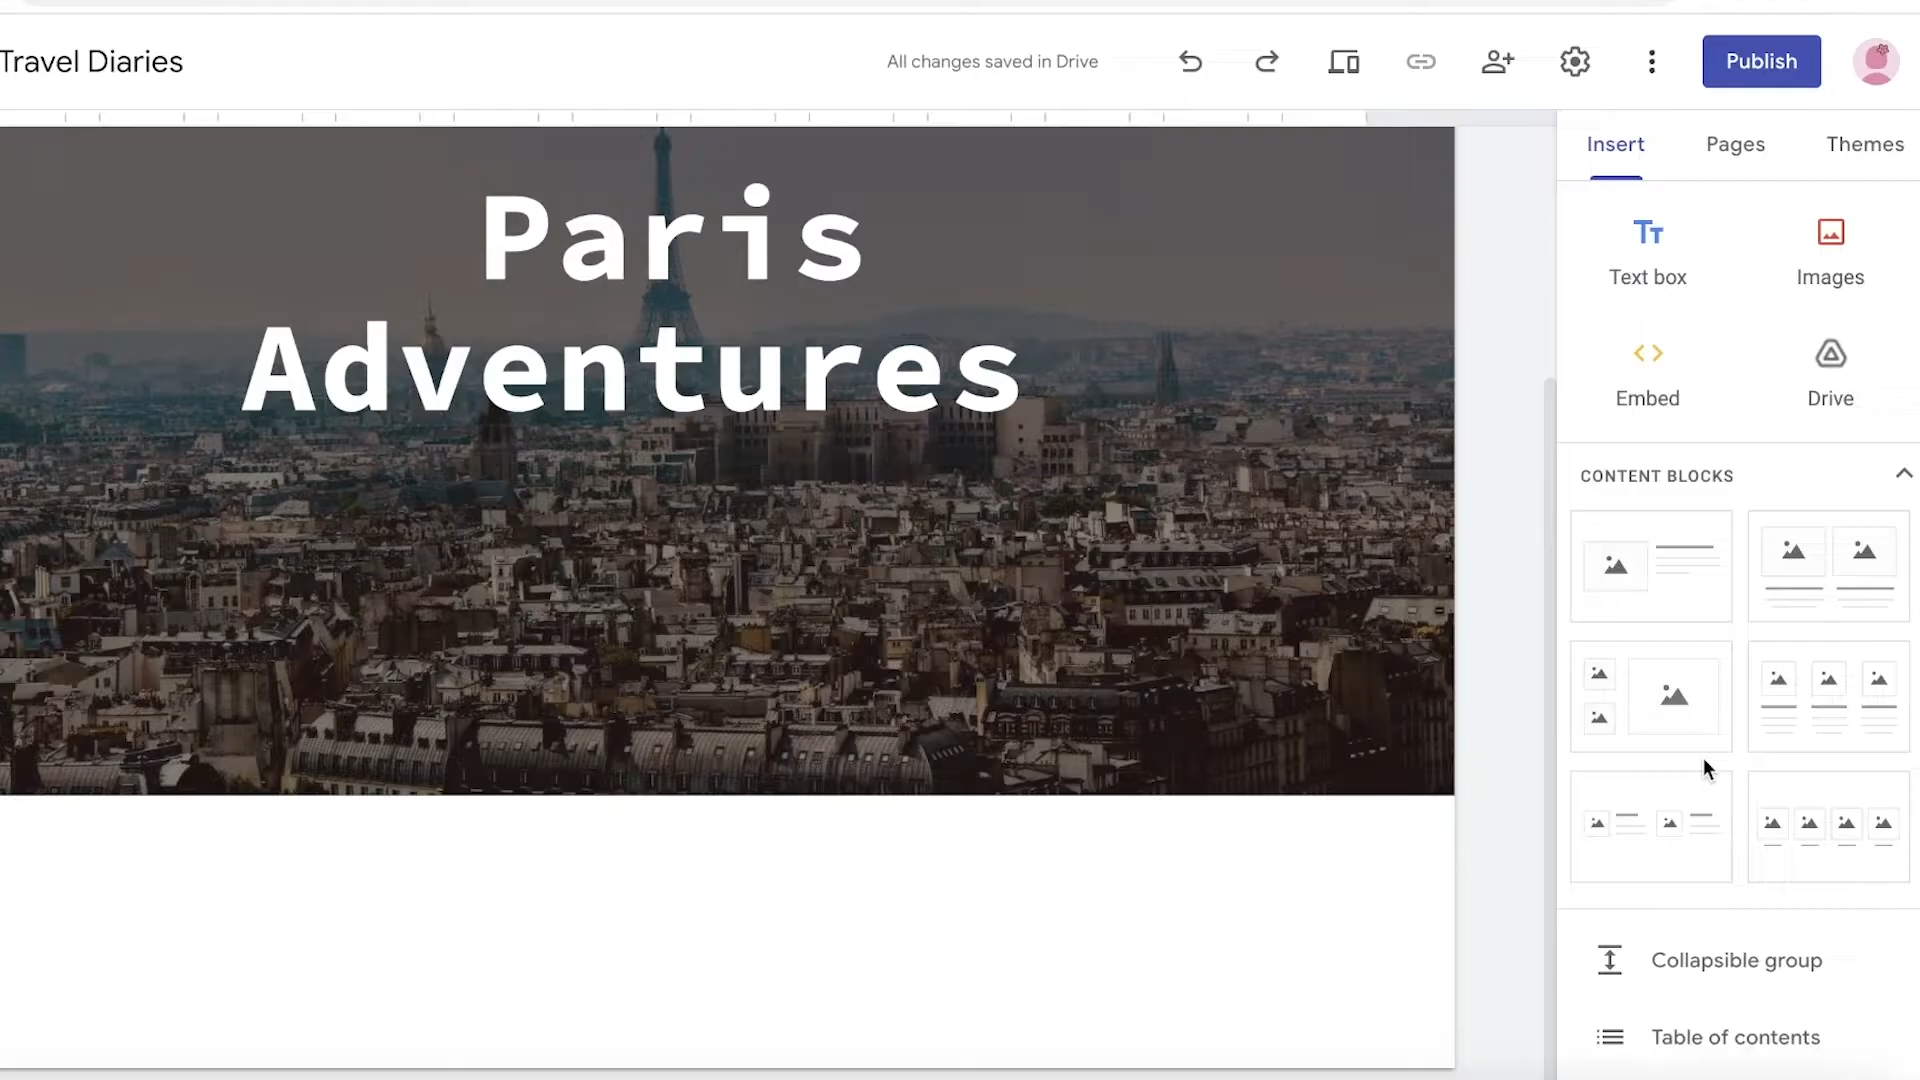 Travel Diaries
All changes saved in Drive
Publish
Insert
Pages
Themes
Paris
Adventures
Text box
Images
Embed
Drive
CONTENT BLOCKS
Collapsible group
Table of contents